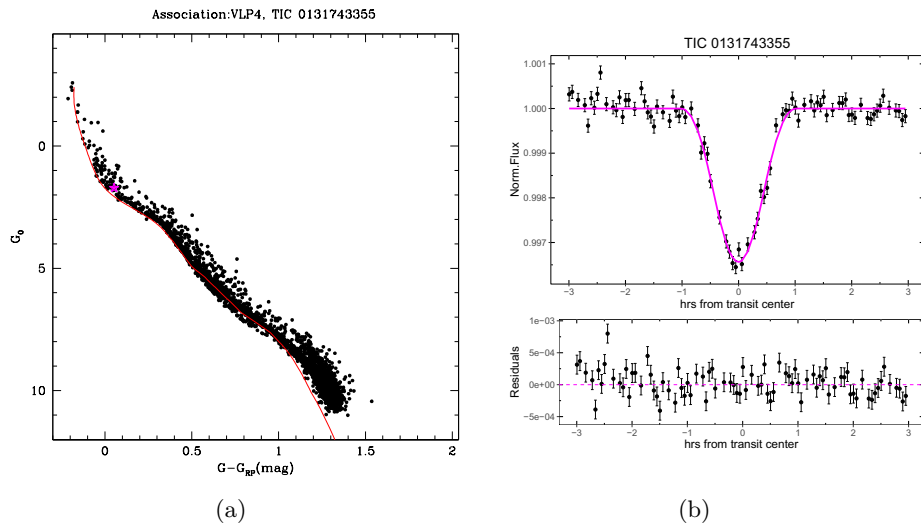 Association:VLP4, TIC 0131743355
0
5
10
G₀
0
0.5
1
1.5
2
G−G_RP(mag)
(a)
TIC 0131743355
1.001
1.000
0.999
0.998
0.997
Norm.Flux
-3
-2
-1
0
1
2
3
hrs from transit center
1e−03
5e−04
0e+00
−5e−04
Residuals
-3
-2
-1
0
1
2
3
hrs from transit center
(b)